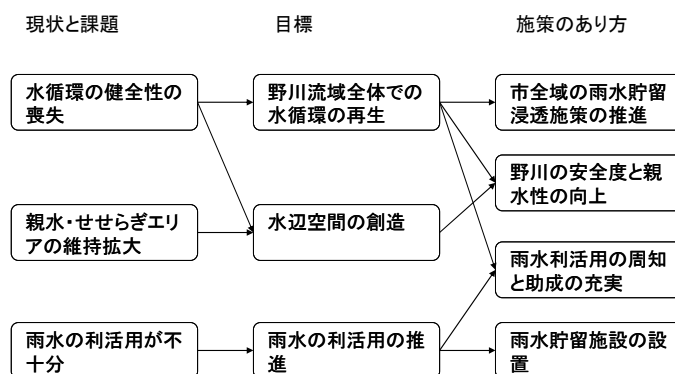 現状と課題
目標
施策のあり方
水循環の健全性の
喪失
野川流域全体での
水循環の再生
市全域の雨水貯留
浸透施策の推進
野川の安全度と親
水性の向上
親水・せせらぎエリ
アの維持拡大
水辺空間の創造
雨水利活用の周知
と助成の充実
雨水の利活用が不
十分
雨水の利活用の推
進
雨水貯留施設の設
置